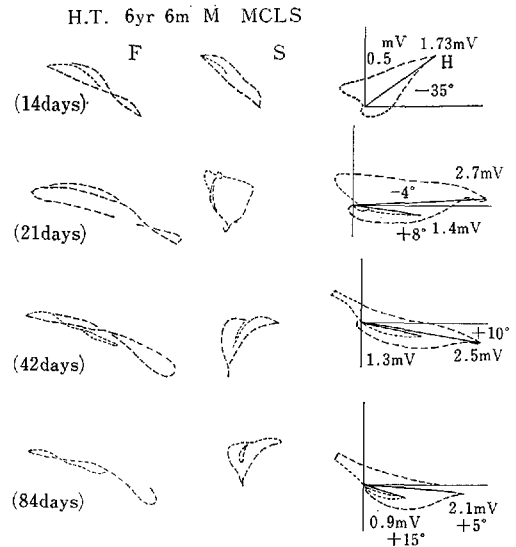 H.T. 6yr 6m M MCLS
F S
mV
0.5 1.73mV
H
−35°
(14days)
2.7mV
−4°
+8° 1.4mV
(21days)
+10°
1.3mV 2.5mV
(42days)
2.1mV
0.9mV +5°
+15°
(84days)